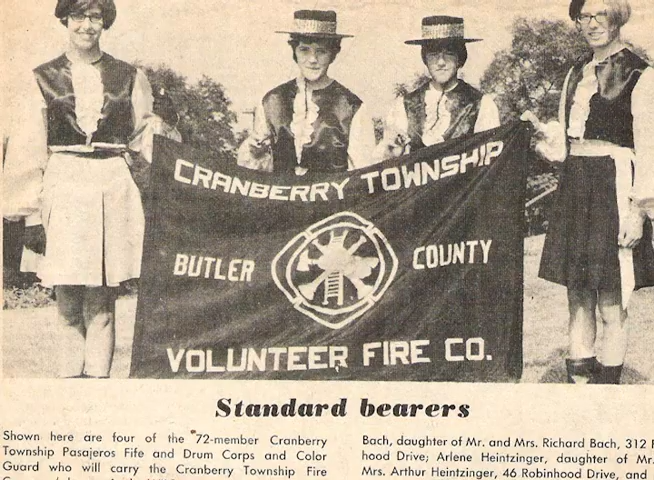 CRANBERRY TOWNSHIP
BUTLER COUNTY
VOLUNTEER FIRE CO.
Standard bearers
Shown here are four of the 72-member Cranberry
Township Pasajeros Fife and Drum Corps and Color
Guard who will carry the Cranberry Township Fire
Bach, daughter of Mr. and Mrs. Richard Bach, 312
hood Drive; Arlene Heintzinger, daughter of Mr.
Mrs. Arthur Heintzinger, 46 Robinhood Drive, and